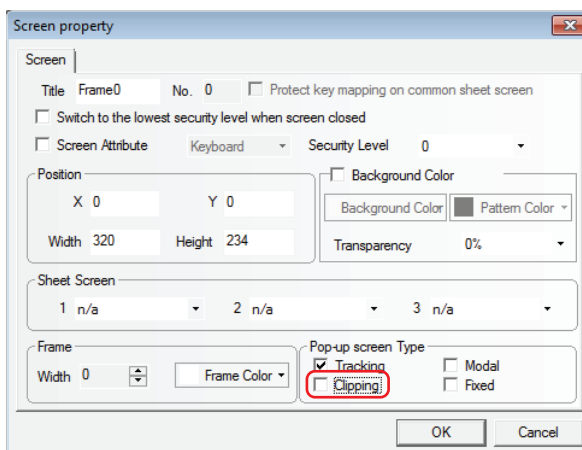 Screen property
Screen
Title Frame0 No. 0 Protect key mapping on common sheet screen
Switch to the lowest security level when screen closed
Screen Attribute Keyboard Security Level 0
Position
X 0 Y 0
Width 320 Height 234
Background Color
Background Color Pattern Color
Transparency 0%
Sheet Screen
1 n/a 2 n/a 3 n/a
Frame
Width 0 Frame Color
Pop-up screen Type
Tracking Modal
Clipping Fixed
OK Cancel